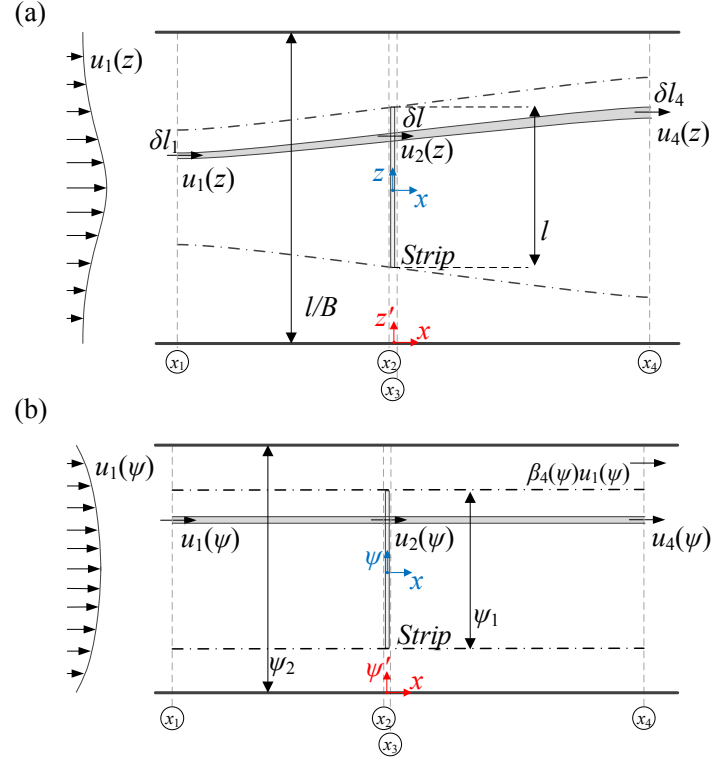 (a)
u₁(z)
δl₁
u₁(z)
δl
u₂(z)
δl₄
u₄(z)
z
x
l
Strip
l/B
z′
x
x₁
x₂
x₃
x₄
(b)
u₁(ψ)
β₄(ψ)u₁(ψ)
u₁(ψ)
u₂(ψ)
u₄(ψ)
ψ
x
ψ₁
Strip
ψ₂
ψ′
x
x₁
x₂
x₃
x₄